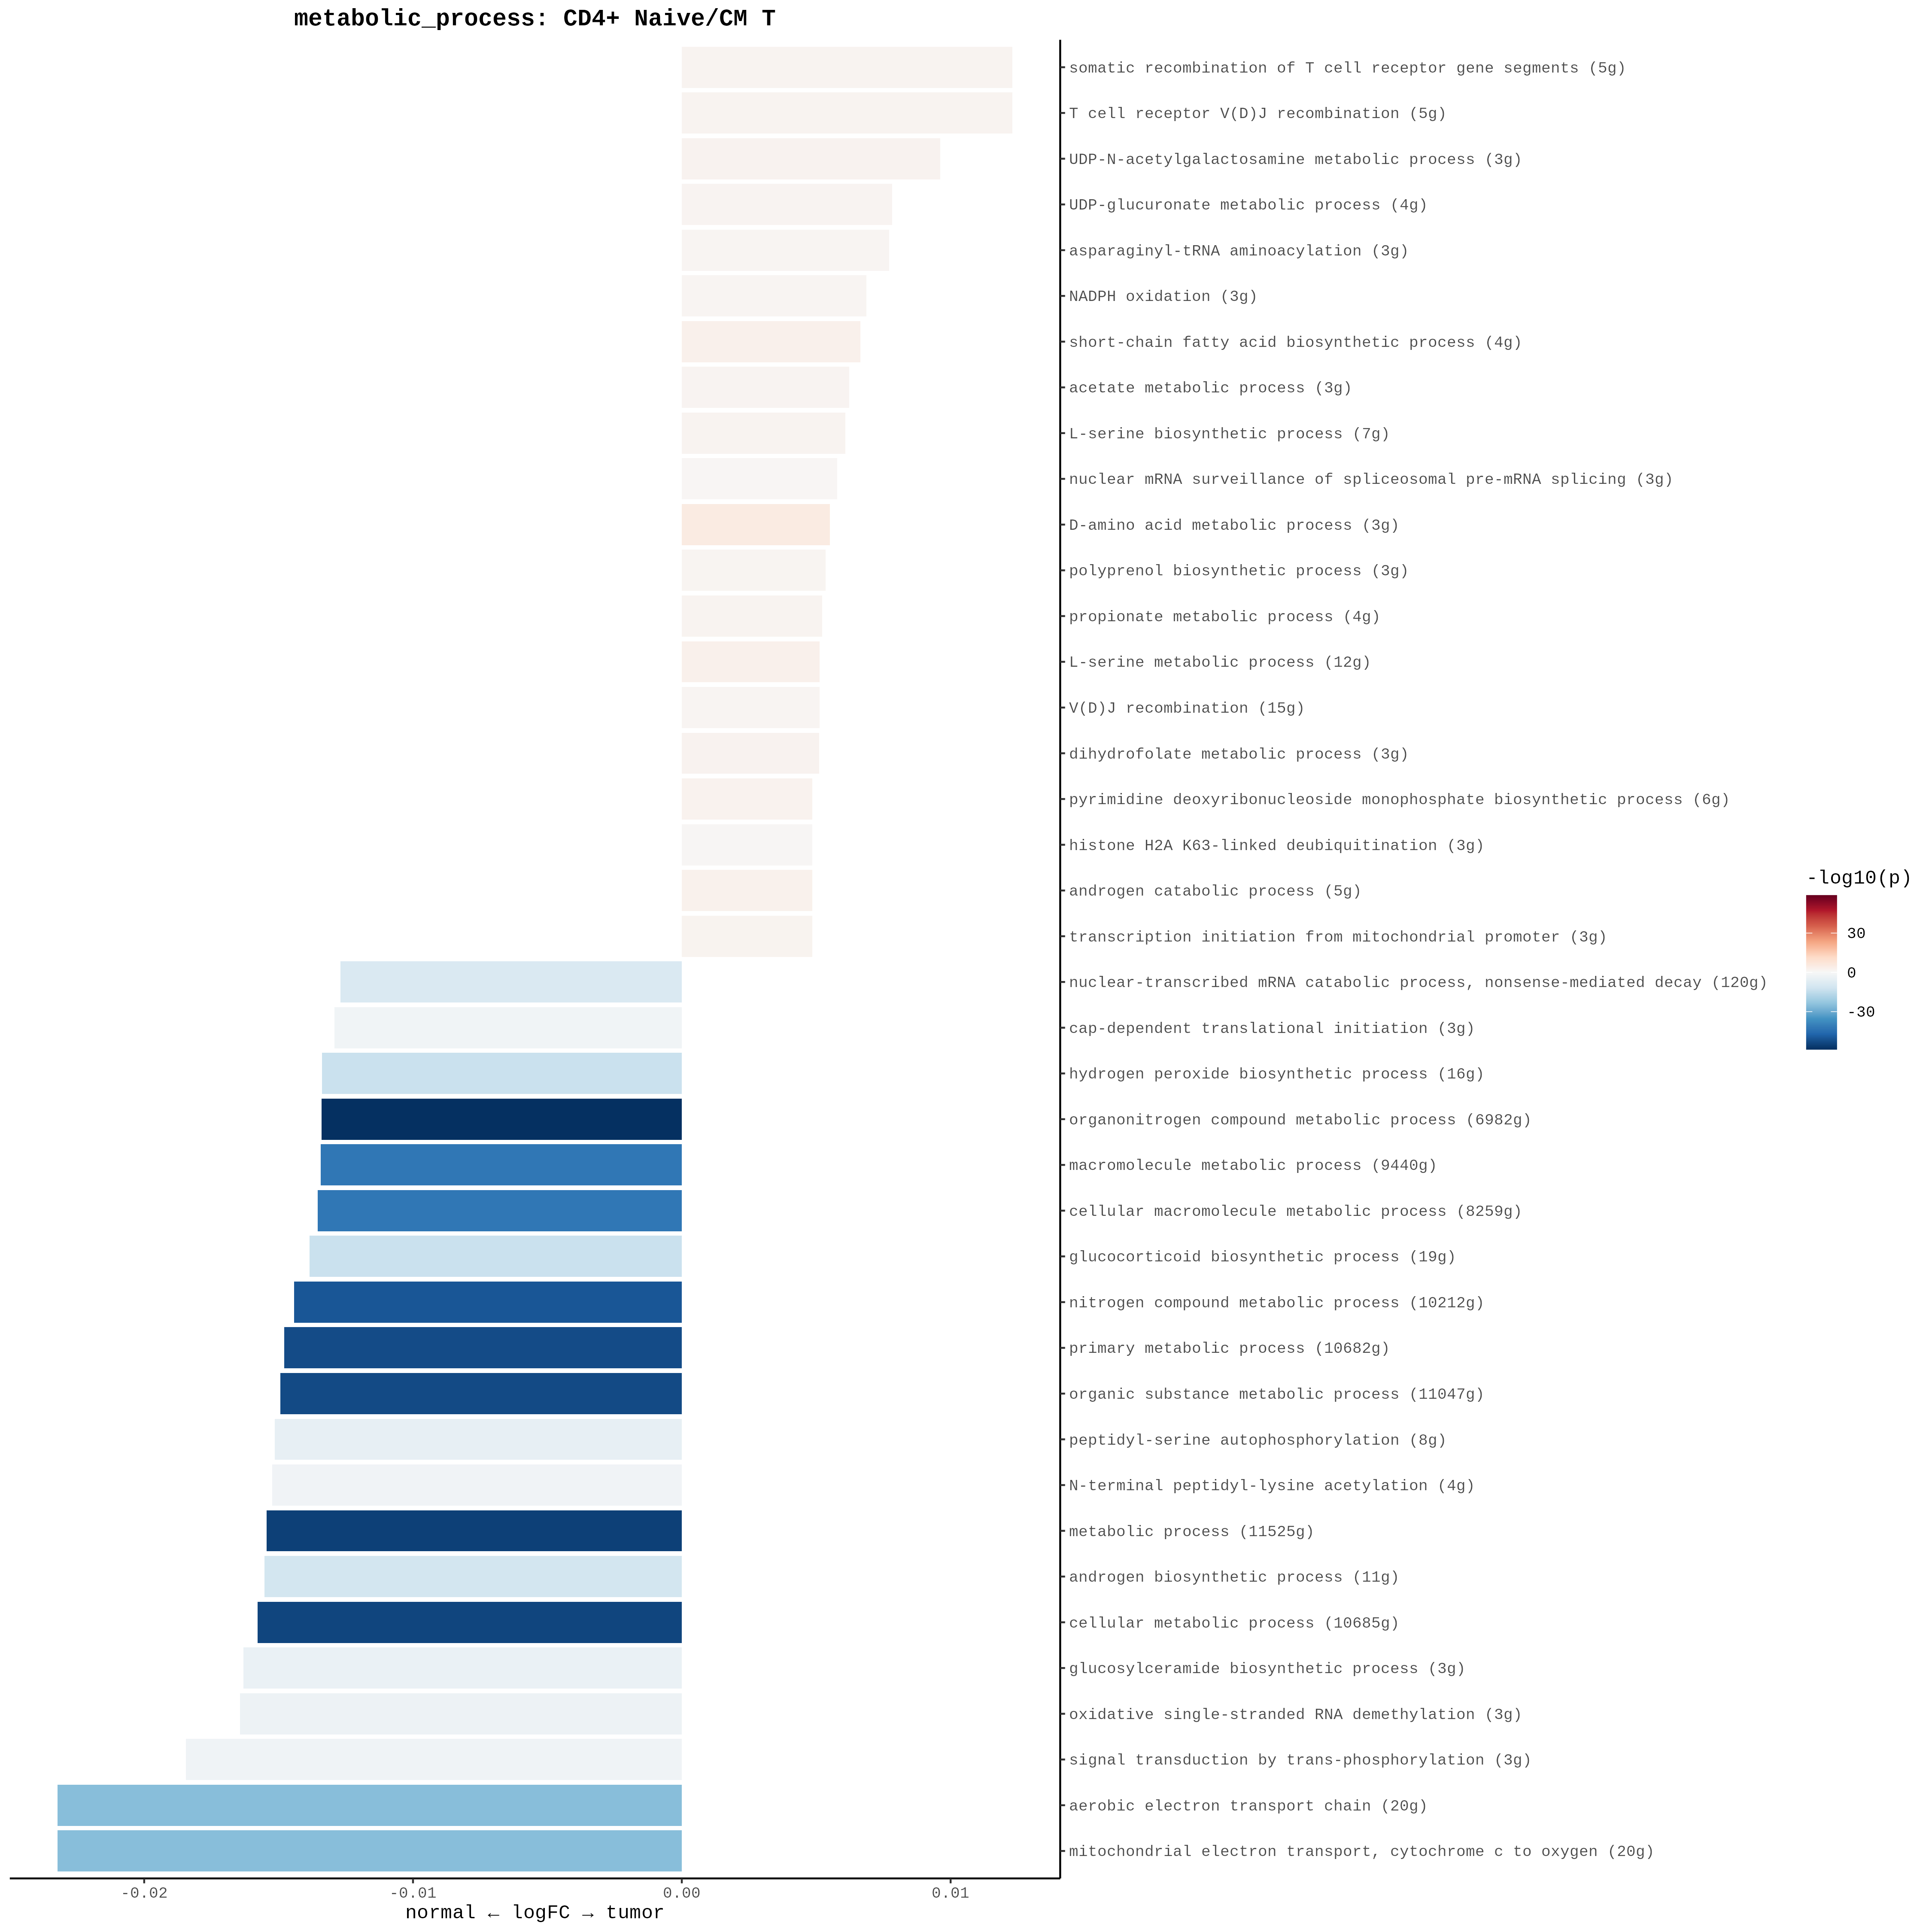 metabolic_process: CD4+ Naive/CM T
somatic recombination of T cell receptor gene segments (5g)
T cell receptor V(D)J recombination (5g)
UDP-N-acetylgalactosamine metabolic process (3g)
UDP-glucuronate metabolic process (4g)
asparaginyl-tRNA aminoacylation (3g)
NADPH oxidation (3g)
short-chain fatty acid biosynthetic process (4g)
acetate metabolic process (3g)
L-serine biosynthetic process (7g)
nuclear mRNA surveillance of spliceosomal pre-mRNA splicing (3g)
D-amino acid metabolic process (3g)
polyprenol biosynthetic process (3g)
propionate metabolic process (4g)
L-serine metabolic process (12g)
V(D)J recombination (15g)
dihydrofolate metabolic process (3g)
pyrimidine deoxyribonucleoside monophosphate biosynthetic process (6g)
histone H2A K63-linked deubiquitination (3g)
androgen catabolic process (5g)
transcription initiation from mitochondrial promoter (3g)
nuclear-transcribed mRNA catabolic process, nonsense-mediated decay (120g)
cap-dependent translational initiation (3g)
hydrogen peroxide biosynthetic process (16g)
organonitrogen compound metabolic process (6982g)
macromolecule metabolic process (9440g)
cellular macromolecule metabolic process (8259g)
glucocorticoid biosynthetic process (19g)
nitrogen compound metabolic process (10212g)
primary metabolic process (10682g)
organic substance metabolic process (11047g)
peptidyl-serine autophosphorylation (8g)
N-terminal peptidyl-lysine acetylation (4g)
metabolic process (11525g)
androgen biosynthetic process (11g)
cellular metabolic process (10685g)
glucosylceramide biosynthetic process (3g)
oxidative single-stranded RNA demethylation (3g)
signal transduction by trans-phosphorylation (3g)
aerobic electron transport chain (20g)
mitochondrial electron transport, cytochrome c to oxygen (20g)
-0.02 -0.01 0.00 0.01
normal ← logFC → tumor
-log10(p)
30
0
-30